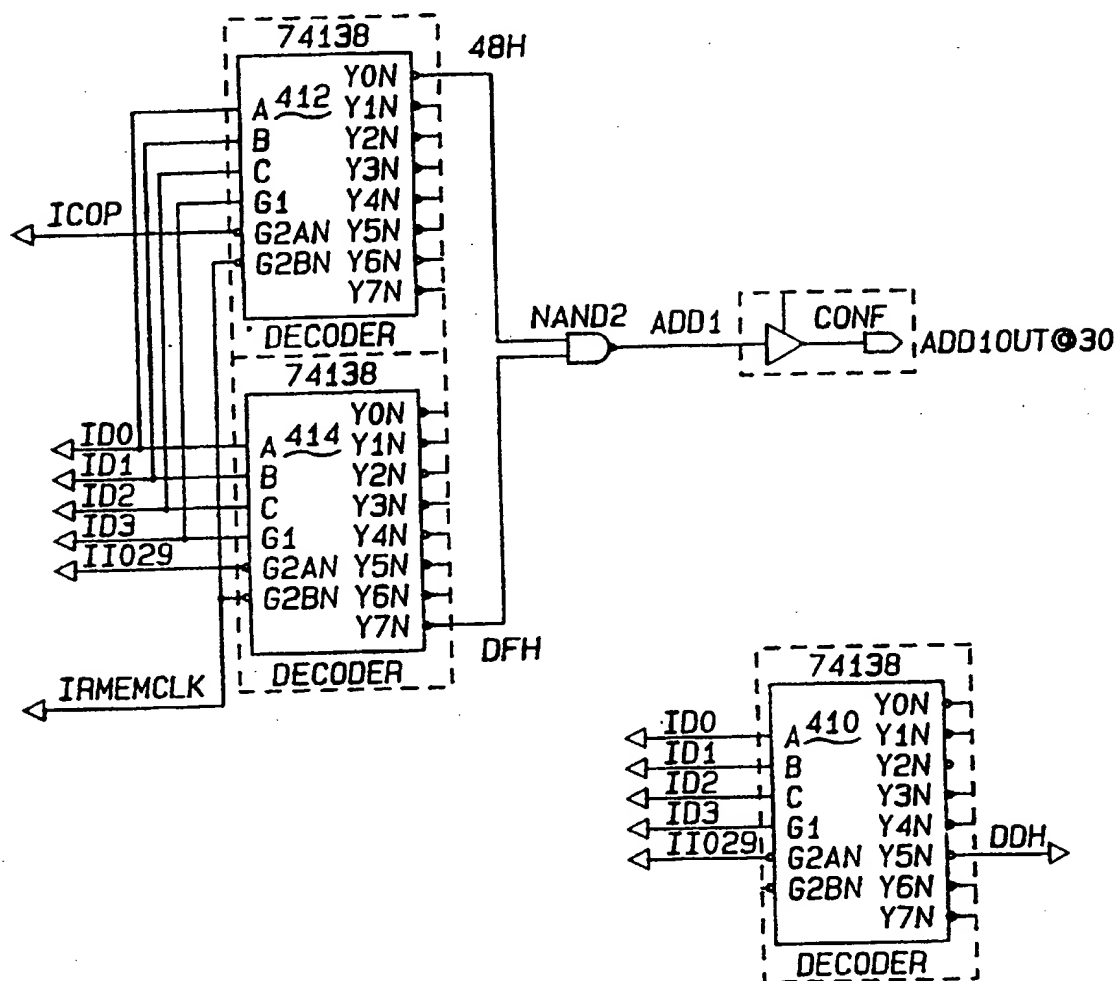 74138
48H
412
Y0N
A
Y1N
B
Y2N
C
Y3N
G1
Y4N
ICOP
G2AN
Y5N
G2BN
Y6N
Y7N
DECODER
NAND2
ADD1
CONF
ADD1OUT@30
74138
414
Y0N
ID0
A
Y1N
ID1
B
Y2N
ID2
C
Y3N
ID3
G1
Y4N
IIO29
G2AN
Y5N
G2BN
Y6N
Y7N
DFH
DECODER
IRMEMCLK
74138
410
Y0N
ID0
A
Y1N
ID1
B
Y2N
ID2
C
Y3N
ID3
G1
Y4N
IIO29
G2AN
Y5N
DDH
G2BN
Y6N
Y7N
DECODER